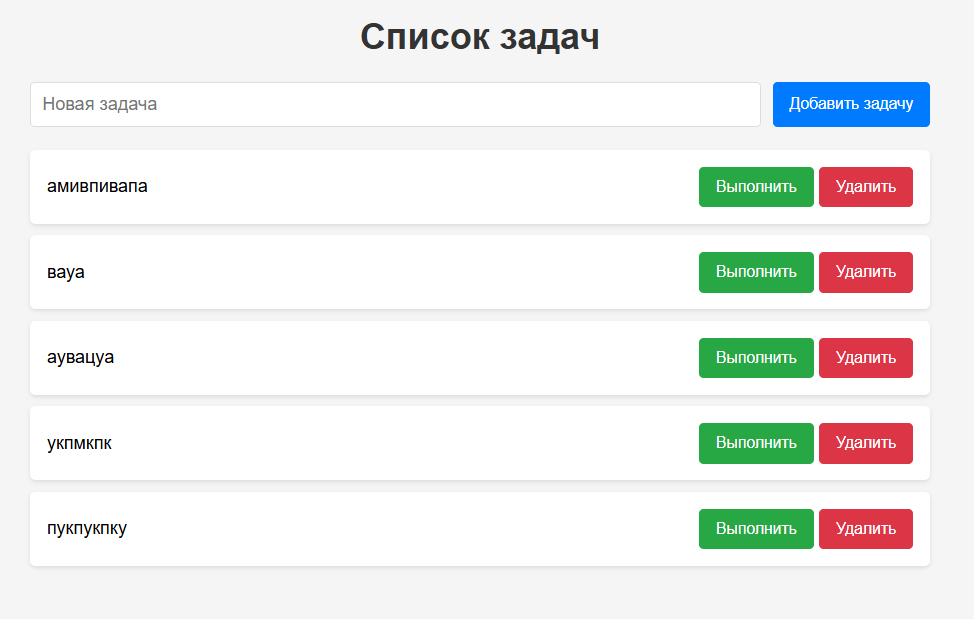 Список задач
Новая задача Добавить задачу
амивпивапа Выполнить Удалить
вауа Выполнить Удалить
аувацуа Выполнить Удалить
укпмкпк Выполнить Удалить
пукпукпку Выполнить Удалить